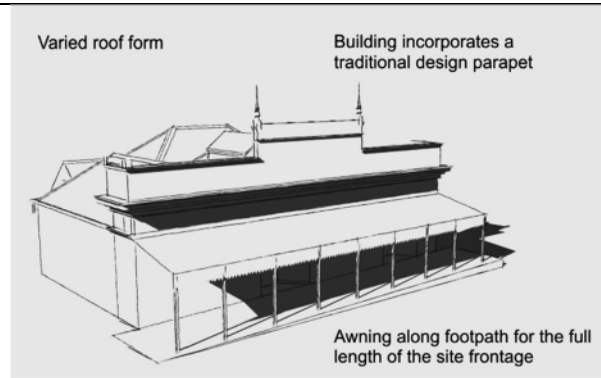 Varied roof form
Building incorporates a
traditional design parapet
Awning along footpath for the full
length of the site frontage